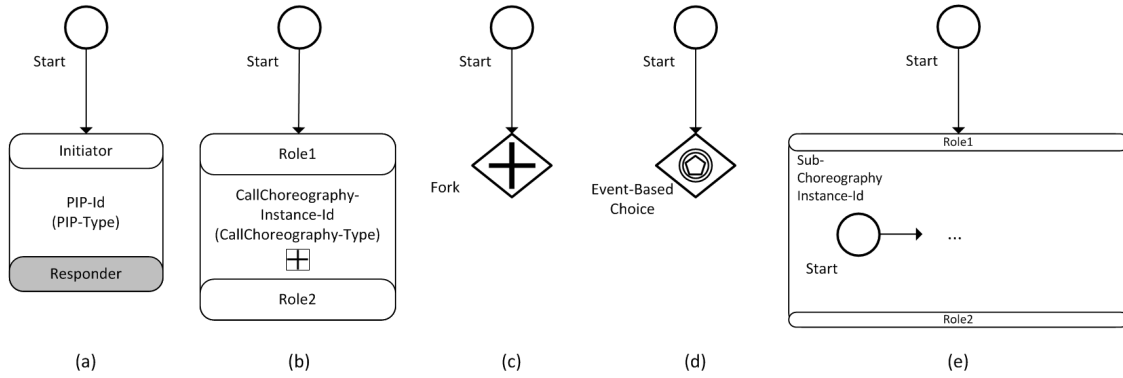 Start
Initiator
PIP-Id
(PIP-Type)
Responder
(a)
Start
Role1
CallChoreography-
Instance-Id
(CallChoreography-Type)
Role2
(b)
Start
Fork
(c)
Start
Event-Based
Choice
(d)
Start
Role1
Sub-
Choreography
Instance-Id
Start
...
Role2
(e)